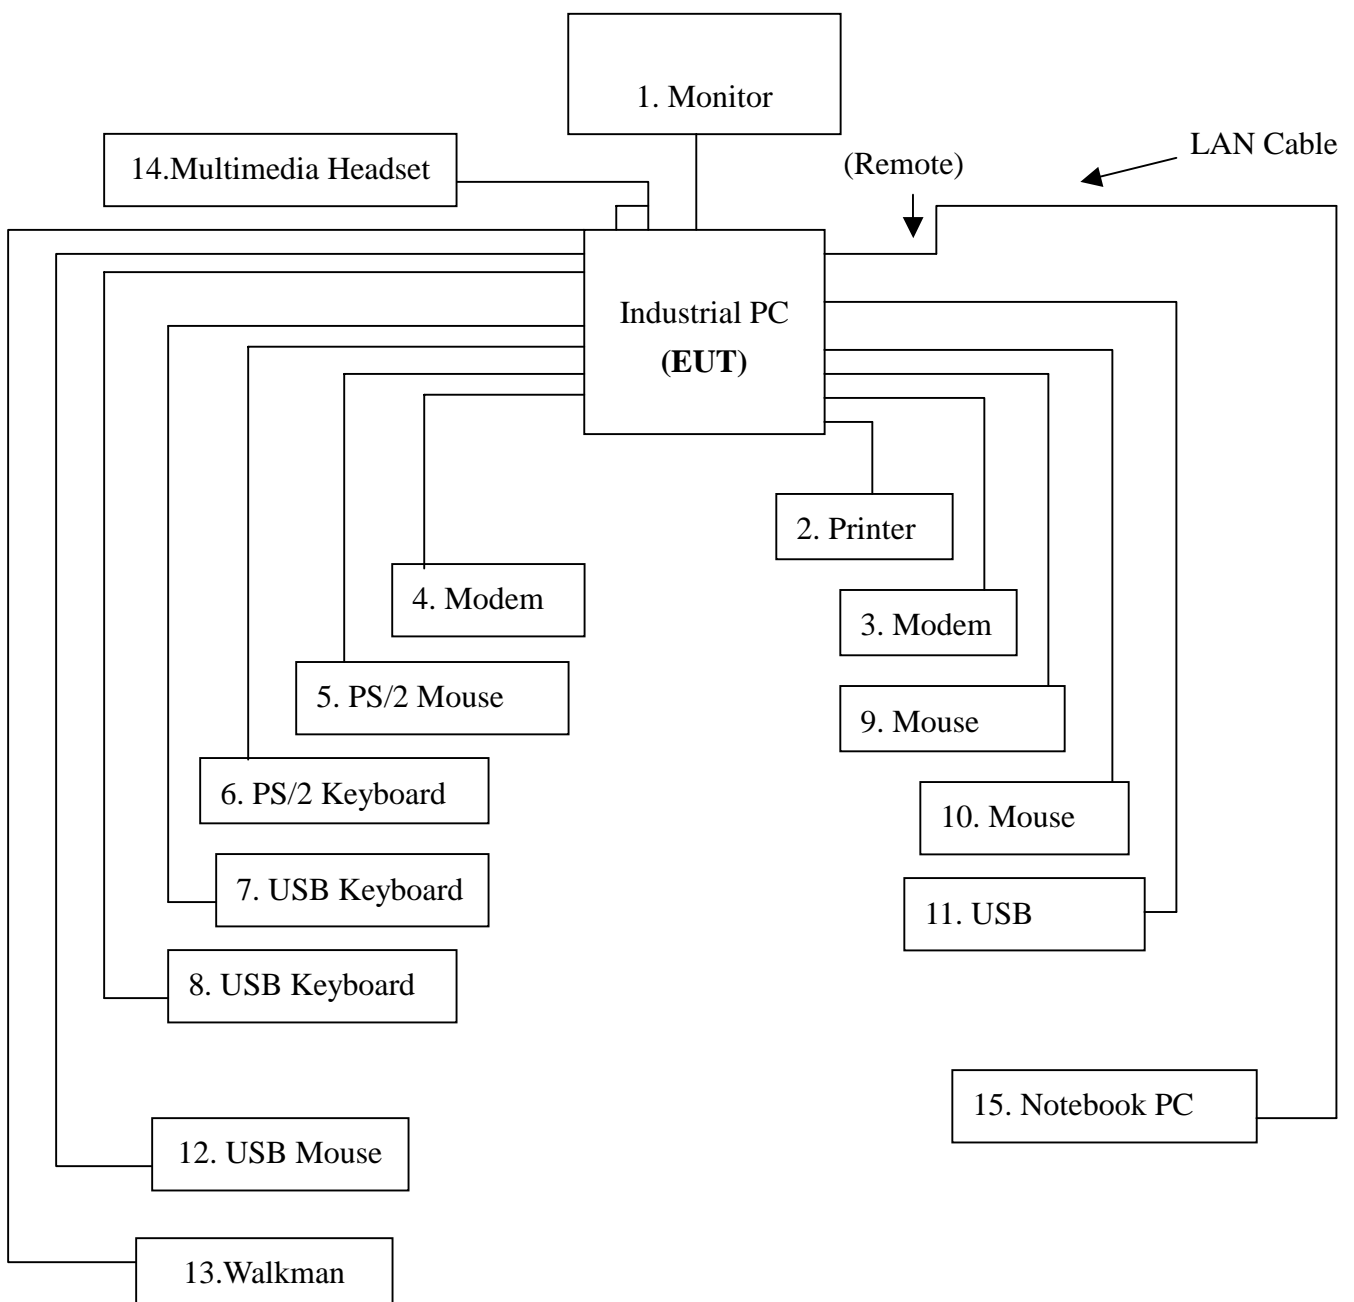 1. Monitor
LAN Cable
14.Multimedia Headset
(Remote)
Industrial PC
(EUT)
2. Printer
4. Modem
3. Modem
5. PS/2 Mouse
9. Mouse
6. PS/2 Keyboard
10. Mouse
7. USB Keyboard
11. USB
8. USB Keyboard
15. Notebook PC
12. USB Mouse
13.Walkman